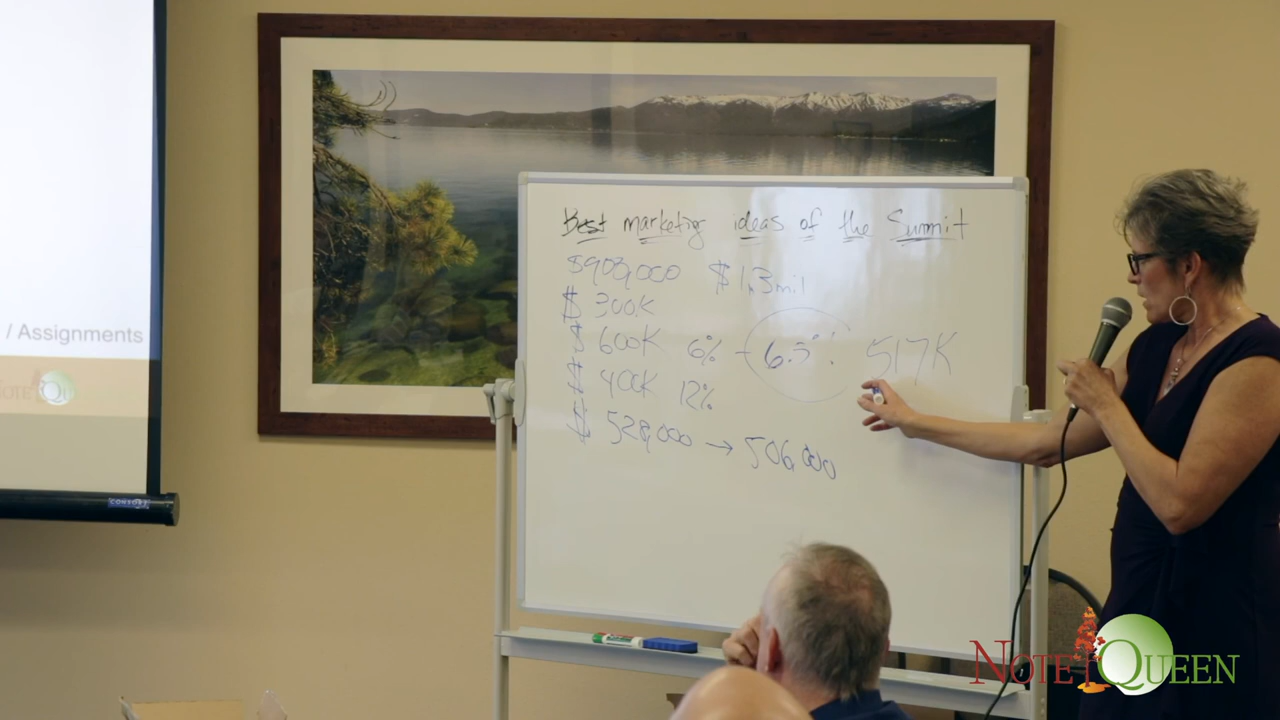 Best marketing ideas of the Summit
$903,000 $1.3mil
$ 300K
$ 600K 6% - 6.5% 517K
$ 400K 12%
$ 528,000 → 506,000
/ Assignments
NOTE QUEEN